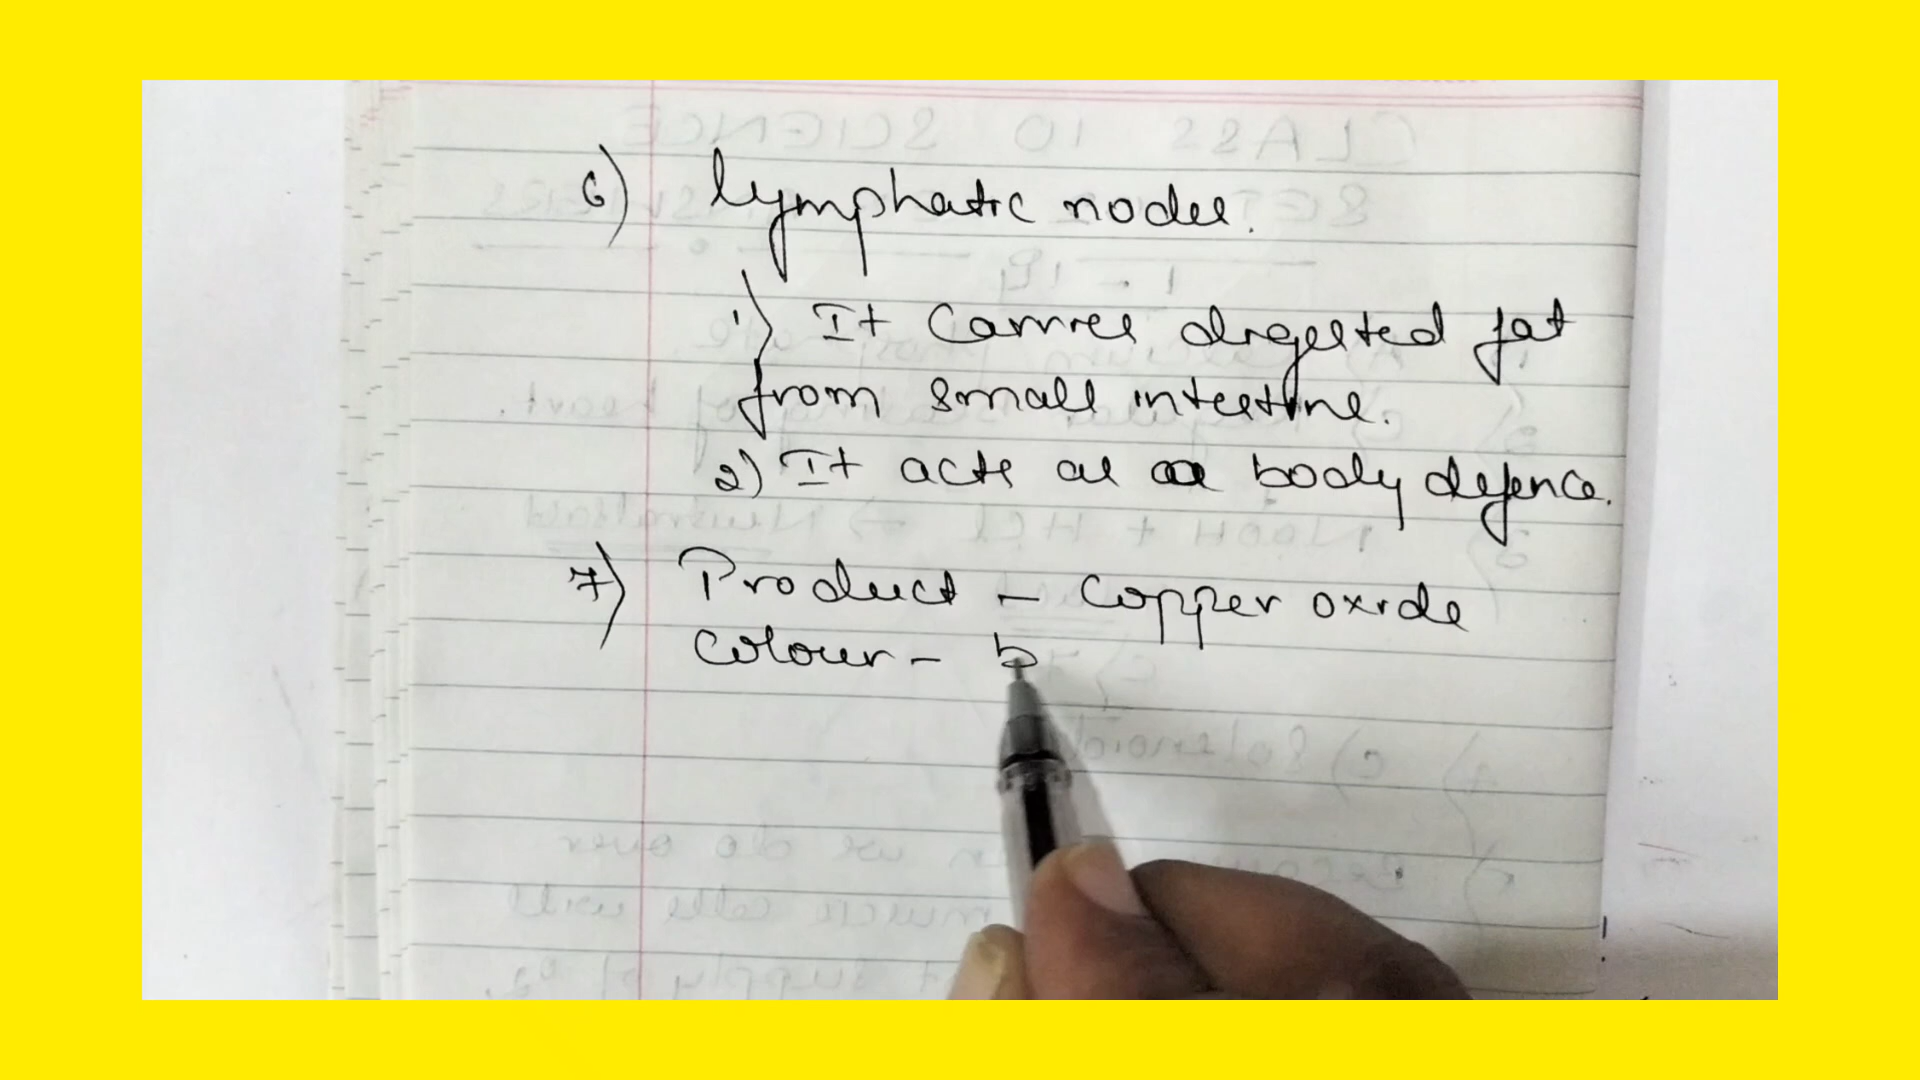 6) lymphatic nodes.
1) It carries digested fat
from small intestine.
2) It acts as a body defence.
7) Product - Copper oxide
colour - b